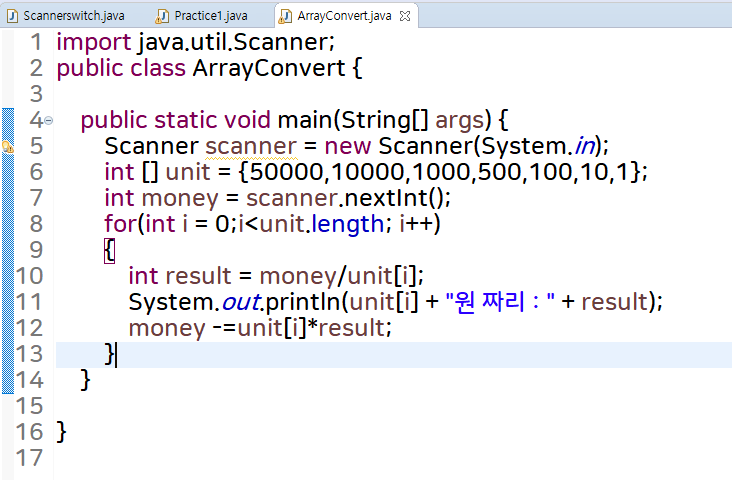 Scannerswitch.java Practice1.java ArrayConvert.java
1 import java.util.Scanner;
2 public class ArrayConvert {
3
4 public static void main(String[] args) {
5 Scanner scanner = new Scanner(System.in);
6 int [] unit = {50000,10000,1000,500,100,10,1};
7 int money = scanner.nextInt();
8 for(int i = 0;i<unit.length; i++)
9 {
10 int result = money/unit[i];
11 System.out.println(unit[i] + "원 짜리 : " + result);
12 money -=unit[i]*result;
13 }
14 }
15
16 }
17